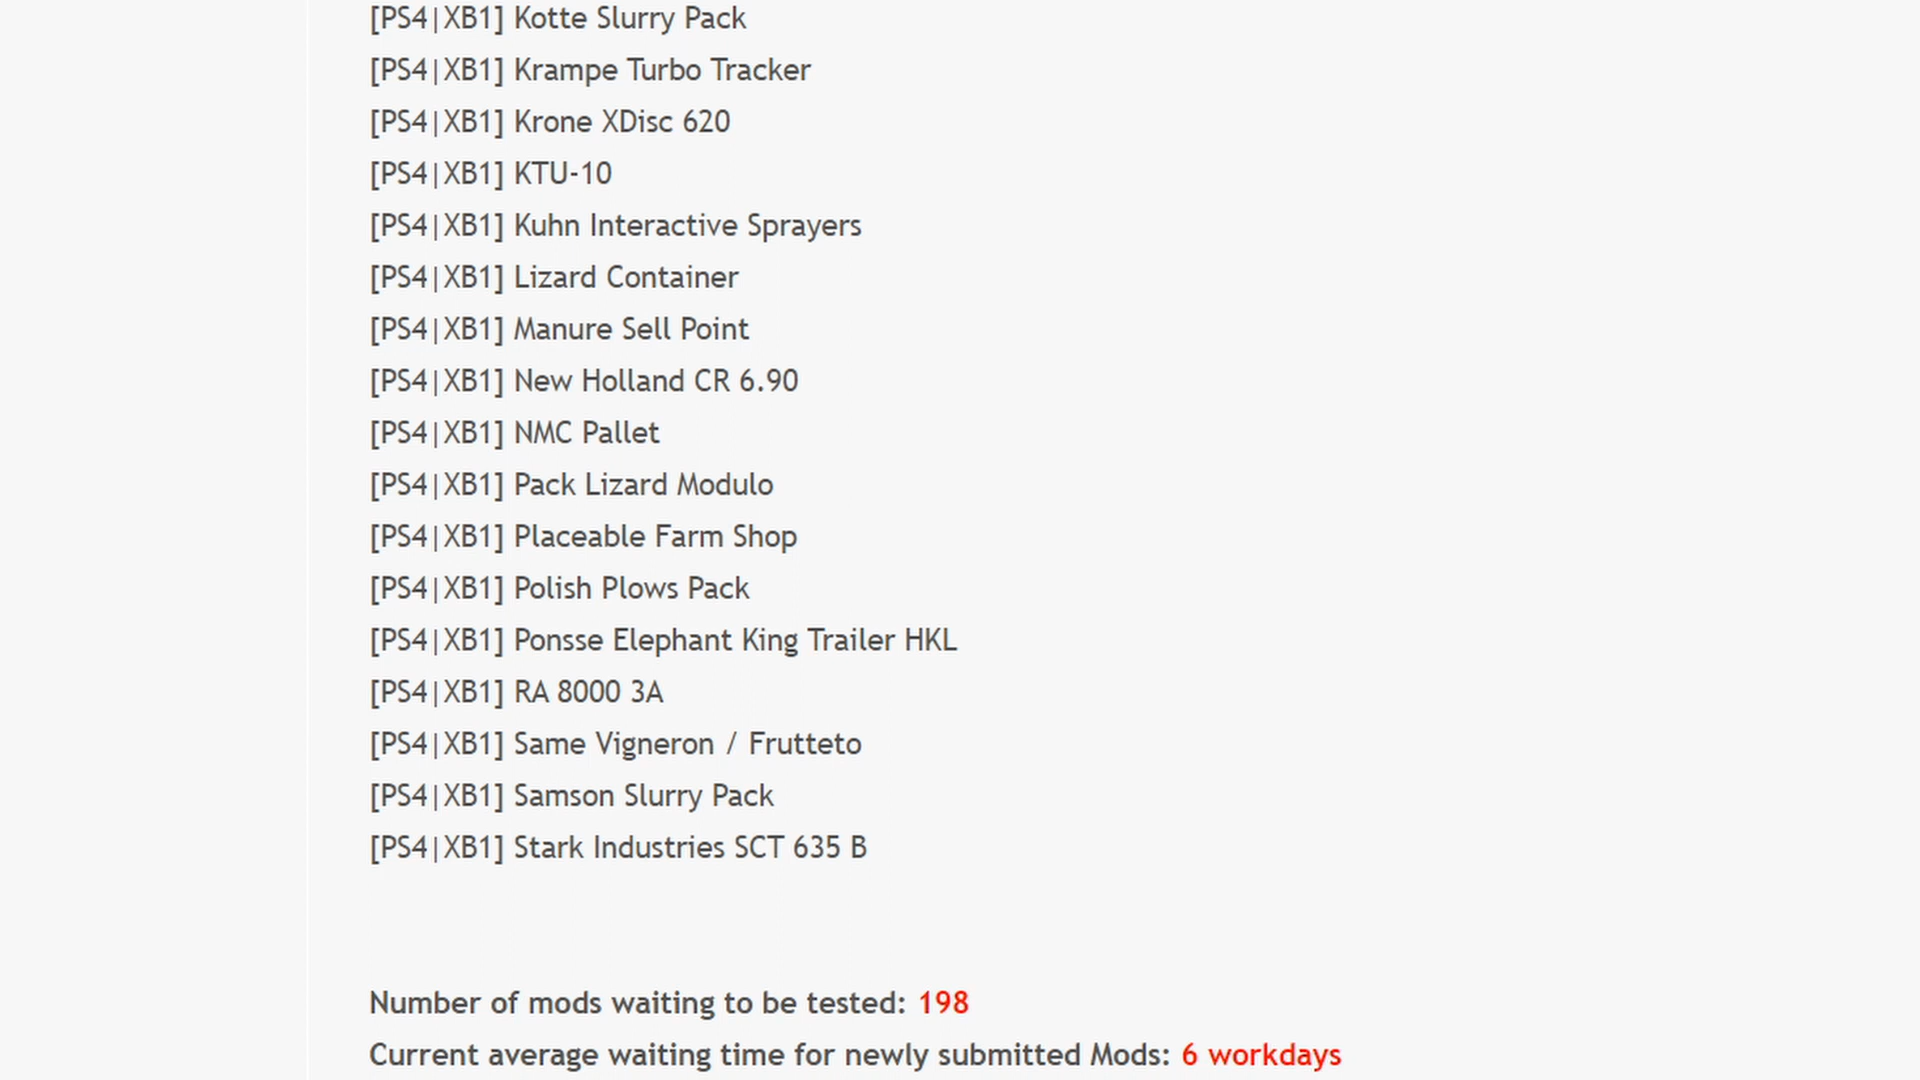 [PS4|XB1] Kotte Slurry Pack
[PS4|XB1] Krampe Turbo Tracker
[PS4|XB1] Krone XDisc 620
[PS4|XB1] KTU-10
[PS4|XB1] Kuhn Interactive Sprayers
[PS4|XB1] Lizard Container
[PS4|XB1] Manure Sell Point
[PS4|XB1] New Holland CR 6.90
[PS4|XB1] NMC Pallet
[PS4|XB1] Pack Lizard Modulo
[PS4|XB1] Placeable Farm Shop
[PS4|XB1] Polish Plows Pack
[PS4|XB1] Ponsse Elephant King Trailer HKL
[PS4|XB1] RA 8000 3A
[PS4|XB1] Same Vigneron / Frutteto
[PS4|XB1] Samson Slurry Pack
[PS4|XB1] Stark Industries SCT 635 B
Number of mods waiting to be tested: 198
Current average waiting time for newly submitted Mods: 6 workdays